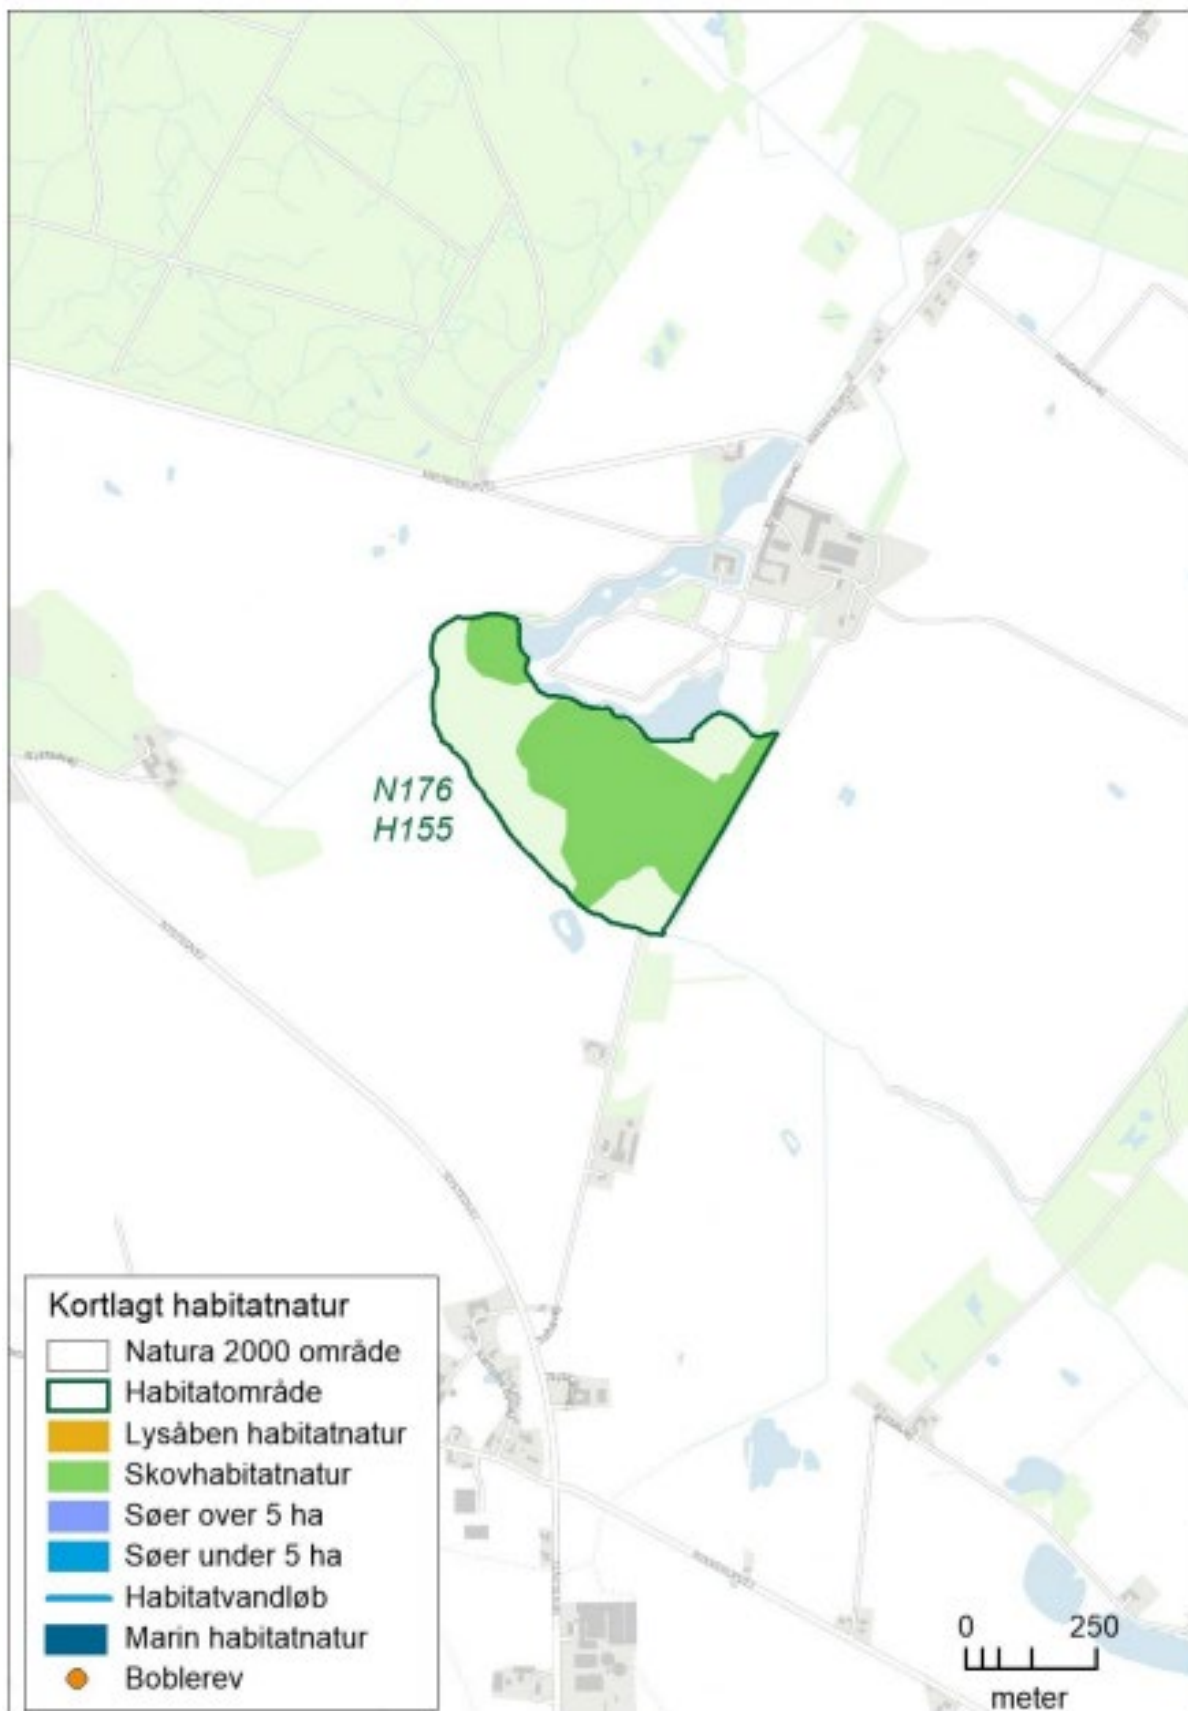 N176
H155
Kortlagt habitatnatur
Natura 2000 område
Habitatområde
Lysåben habitatnatur
Skovhabitatnatur
Søer over 5 ha
Søer under 5 ha
Habitatvandløb
Marin habitatnatur
Boblerev
0 250
meter